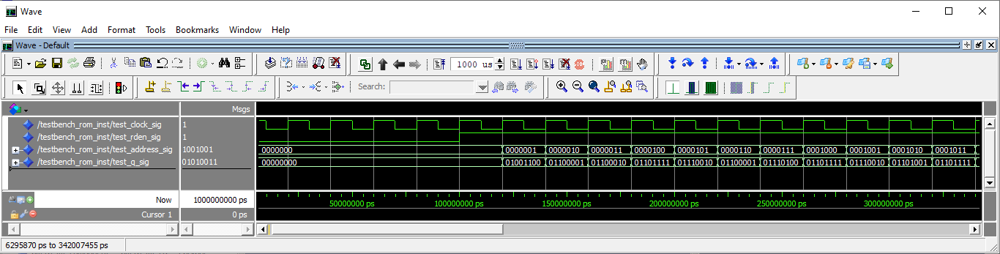 Wave
File Edit View Add Format Tools Bookmarks Window Help
Wave - Default
1000 us
Search:
Msgs
/testbench_rom_inst/test_clock_sig 1
/testbench_rom_inst/test_rden_sig 1
/testbench_rom_inst/test_address_sig 1001001 0000000 0000001 0000010 0000011 0000100 0000101 0000110 0000111 0001000 0001001 0001010 0001011
/testbench_rom_inst/test_q_sig 01010011 00000000 01001100 01100001 01100010 01101111 01110010 01100001 01110100 01101111 01110010 01101001 01101111
Now 1000000000 ps 50000000 ps 100000000 ps 150000000 ps 200000000 ps 250000000 ps 300000000 ps
Cursor 1 0 ps
6295870 ps to 342007455 ps